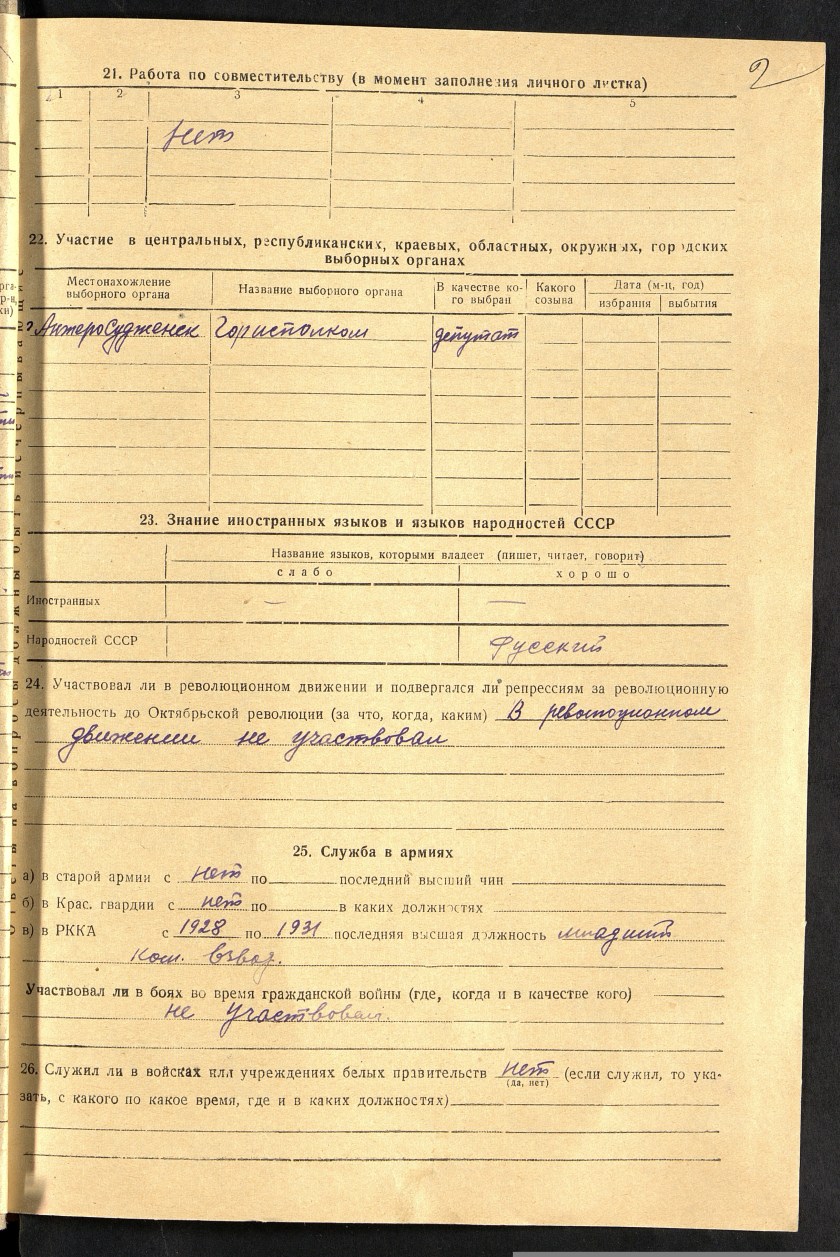 2
21. Работа по совместительству (в момент заполнения личного листка)
1 2 3 4 5
Нет
22. Участие в центральных, республиканских, краевых, областных, окружных, городских
выборных органах
Местонахождение выборного органа Название выборного органа В качестве ко- го выбран Какого созыва Дата (м-ц, год)
избрания выбытия
г Анжеросудженск Горисполком депутат
23. Знание иностранных языков и языков народностей СССР
Название языков, которыми владеет (пишет, читает, говорит)
слабо хорошо
Иностранных — —
Народностей СССР Русский
24. Участвовал ли в революционном движении и подвергался ли репрессиям за революционную
деятельность до Октябрьской революции (за что, когда, каким) В революционном
движении не участвовал
25. Служба в армиях
а) в старой армии с нет по последний высший чин
б) в Крас. гвардии с нет по в каких должностях
в) в РККА с 1928 по 1931 последняя высшая должность младший
Ком. взвод.
Участвовал ли в боях во время гражданской войны (где, когда и в качестве кого)
не участвовал.
26. Служил ли в войсках или учреждениях белых правительств нет (если служил, то ука-
(да, нет)
зать, с какого по какое время, где и в каких должностях)